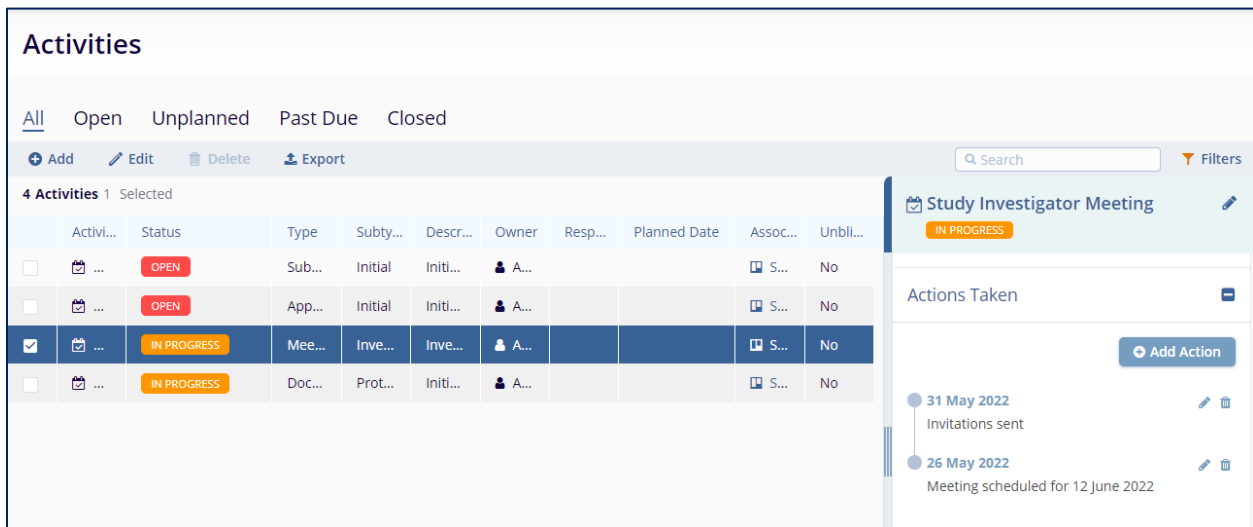 Activities
All Open Unplanned Past Due Closed
Add Edit Delete Export Search Filters
4 Activities 1 Selected
Activi... Status Type Subty... Descr... Owner Resp... Planned Date Assoc... Unbli...
... OPEN Sub... Initial Initi... A... S... No
... OPEN App... Initial Initi... A... S... No
... IN PROGRESS Mee... Inve... Inve... A... S... No
... IN PROGRESS Doc... Prot... Initi... A... S... No
Study Investigator Meeting
IN PROGRESS
Actions Taken
Add Action
31 May 2022
Invitations sent
26 May 2022
Meeting scheduled for 12 June 2022